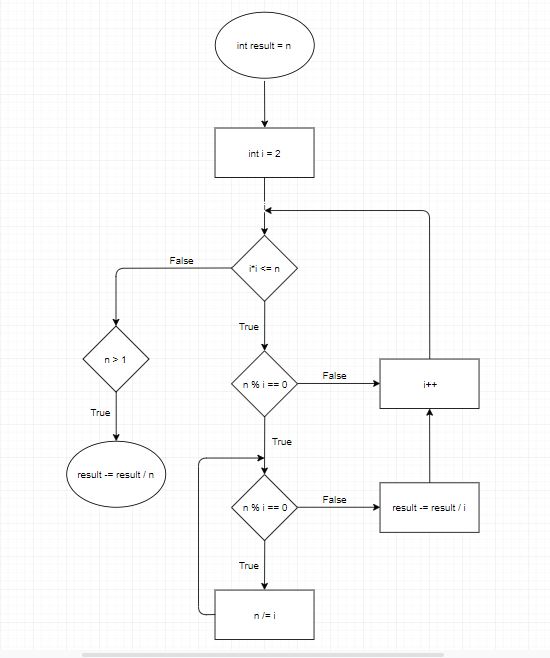 int result = n
int i = 2
i*i <= n
False
True
n > 1
True
result -= result / n
n % i == 0
False
i++
True
n % i == 0
False
result -= result / i
True
n /= i